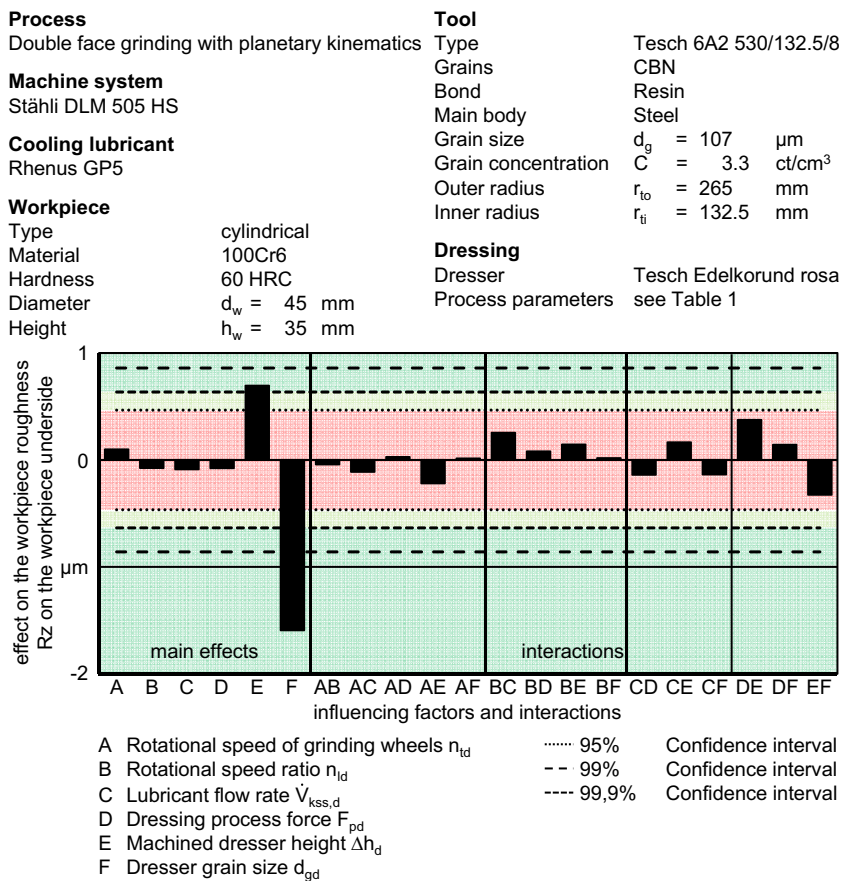 Process
Double face grinding with planetary kinematics
Machine system
Stähli DLM 505 HS
Cooling lubricant
Rhenus GP5
Workpiece
Type cylindrical
Material 100Cr6
Hardness 60 HRC
Diameter d_w = 45 mm
Height h_w = 35 mm
Tool
Type Tesch 6A2 530/132.5/8
Grains CBN
Bond Resin
Main body Steel
Grain size d_g = 107 µm
Grain concentration C = 3.3 ct/cm³
Outer radius r_to = 265 mm
Inner radius r_ti = 132.5 mm
Dressing
Dresser Tesch Edelkorund rosa
Process parameters see Table 1
effect on the workpiece roughness
Rz on the workpiece underside
1
0
µm
-2
main effects interactions
A B C D E F AB AC AD AE AF BC BD BE BF CD CE CF DE DF EF
influencing factors and interactions
A Rotational speed of grinding wheels n_td
B Rotational speed ratio n_ld
C Lubricant flow rate V̇_kss,d
D Dressing process force F_pd
E Machined dresser height Δh_d
F Dresser grain size d_gd
95% Confidence interval
99% Confidence interval
99,9% Confidence interval